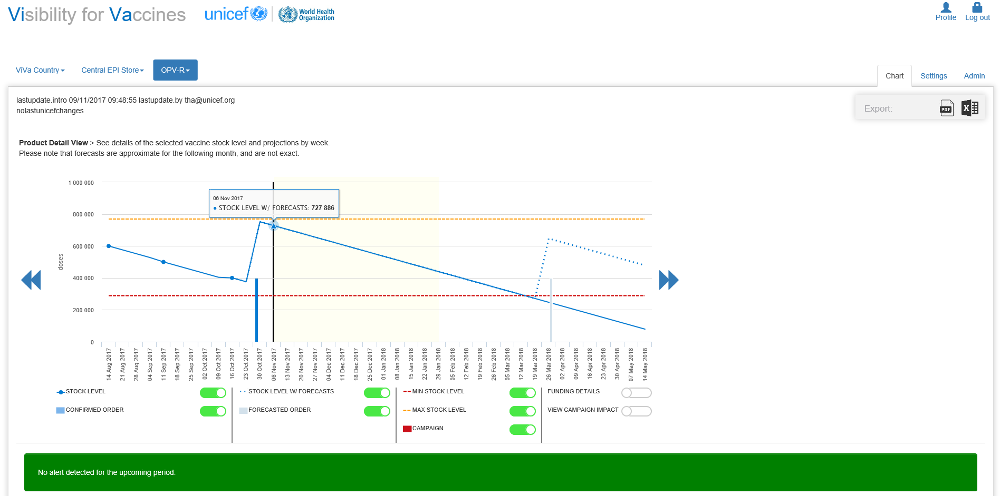 Visibility for Vaccines
unicef
World Health
Organization
Profile
Log out
ViVa Country
Central EPI Store
OPV-R
Chart
Settings
Admin
lastupdate.intro 09/11/2017 09:48:55 lastupdate.by tha@unicef.org
nolastunicefchanges
Export:
PDF
X
Product Detail View > See details of the selected vaccine stock level and projections by week.
Please note that forecasts are approximate for the following month, and are not exact.
1 000 000
800 000
600 000
400 000
200 000
0
doses
06 Nov 2017
STOCK LEVEL W/ FORECASTS: 727 886
14 Aug 2017
21 Aug 2017
28 Aug 2017
04 Sep 2017
11 Sep 2017
18 Sep 2017
25 Sep 2017
02 Oct 2017
09 Oct 2017
16 Oct 2017
23 Oct 2017
30 Oct 2017
06 Nov 2017
13 Nov 2017
20 Nov 2017
27 Nov 2017
04 Dec 2017
11 Dec 2017
18 Dec 2017
25 Dec 2017
01 Jan 2018
08 Jan 2018
15 Jan 2018
22 Jan 2018
29 Jan 2018
05 Feb 2018
12 Feb 2018
19 Feb 2018
26 Feb 2018
05 Mar 2018
12 Mar 2018
19 Mar 2018
26 Mar 2018
02 Apr 2018
09 Apr 2018
16 Apr 2018
23 Apr 2018
30 Apr 2018
07 May 2018
14 May 2018
STOCK LEVEL
STOCK LEVEL W/ FORECASTS
MIN STOCK LEVEL
FUNDING DETAILS
CONFIRMED ORDER
FORECASTED ORDER
MAX STOCK LEVEL
VIEW CAMPAIGN IMPACT
CAMPAIGN
No alert detected for the upcoming period.